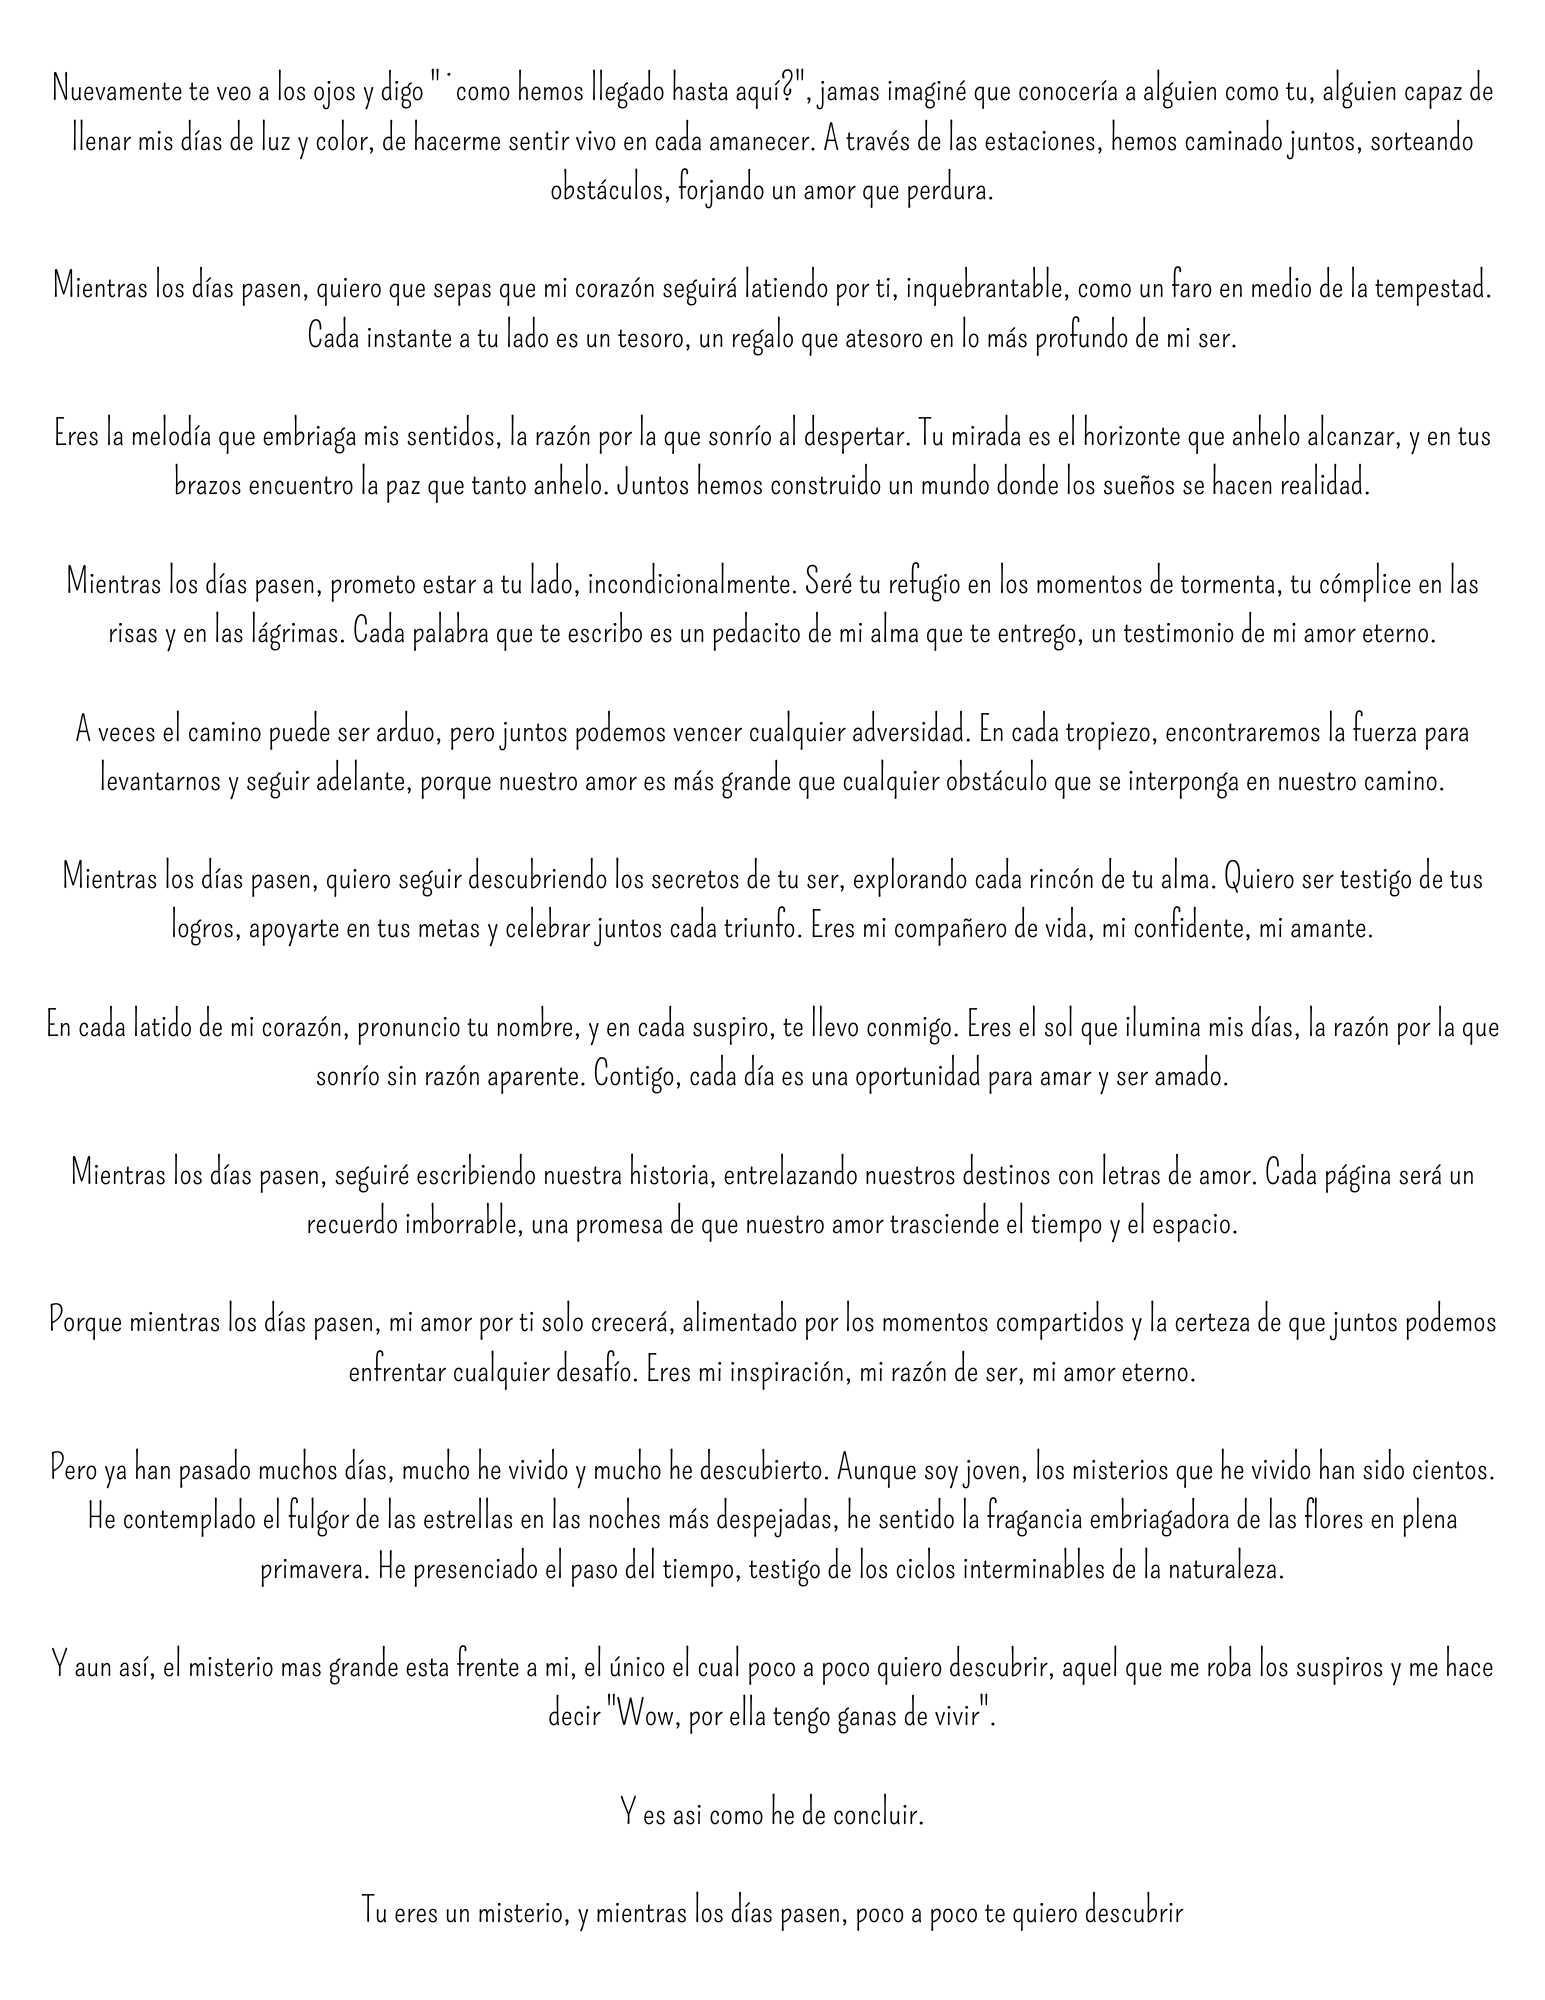 Nuevamente te veo a los ojos y digo "˙como hemos llegado hasta aquí?", jamas imaginé que conocería a alguien como tu, alguien capaz de
llenar mis días de luz y color, de hacerme sentir vivo en cada amanecer. A través de las estaciones, hemos caminado juntos, sorteando
obstáculos, forjando un amor que perdura.
Mientras los días pasen, quiero que sepas que mi corazón seguirá latiendo por ti, inquebrantable, como un faro en medio de la tempestad.
Cada instante a tu lado es un tesoro, un regalo que atesoro en lo más profundo de mi ser.
Eres la melodía que embriaga mis sentidos, la razón por la que sonrío al despertar. Tu mirada es el horizonte que anhelo alcanzar, y en tus
brazos encuentro la paz que tanto anhelo. Juntos hemos construido un mundo donde los sueños se hacen realidad.
Mientras los días pasen, prometo estar a tu lado, incondicionalmente. Seré tu refugio en los momentos de tormenta, tu cómplice en las
risas y en las lágrimas. Cada palabra que te escribo es un pedacito de mi alma que te entrego, un testimonio de mi amor eterno.
A veces el camino puede ser arduo, pero juntos podemos vencer cualquier adversidad. En cada tropiezo, encontraremos la fuerza para
levantarnos y seguir adelante, porque nuestro amor es más grande que cualquier obstáculo que se interponga en nuestro camino.
Mientras los días pasen, quiero seguir descubriendo los secretos de tu ser, explorando cada rincón de tu alma. Quiero ser testigo de tus
logros, apoyarte en tus metas y celebrar juntos cada triunfo. Eres mi compañero de vida, mi confidente, mi amante.
En cada latido de mi corazón, pronuncio tu nombre, y en cada suspiro, te llevo conmigo. Eres el sol que ilumina mis días, la razón por la que
sonrío sin razón aparente. Contigo, cada día es una oportunidad para amar y ser amado.
Mientras los días pasen, seguiré escribiendo nuestra historia, entrelazando nuestros destinos con letras de amor. Cada página será un
recuerdo imborrable, una promesa de que nuestro amor trasciende el tiempo y el espacio.
Porque mientras los días pasen, mi amor por ti solo crecerá, alimentado por los momentos compartidos y la certeza de que juntos podemos
enfrentar cualquier desafío. Eres mi inspiración, mi razón de ser, mi amor eterno.
Pero ya han pasado muchos días, mucho he vivido y mucho he descubierto. Aunque soy joven, los misterios que he vivido han sido cientos.
He contemplado el fulgor de las estrellas en las noches más despejadas, he sentido la fragancia embriagadora de las flores en plena
primavera. He presenciado el paso del tiempo, testigo de los ciclos interminables de la naturaleza.
Y aun así, el misterio mas grande esta frente a mi, el único el cual poco a poco quiero descubrir, aquel que me roba los suspiros y me hace
decir "Wow, por ella tengo ganas de vivir".
Y es asi como he de concluir.
Tu eres un misterio, y mientras los días pasen, poco a poco te quiero descubrir